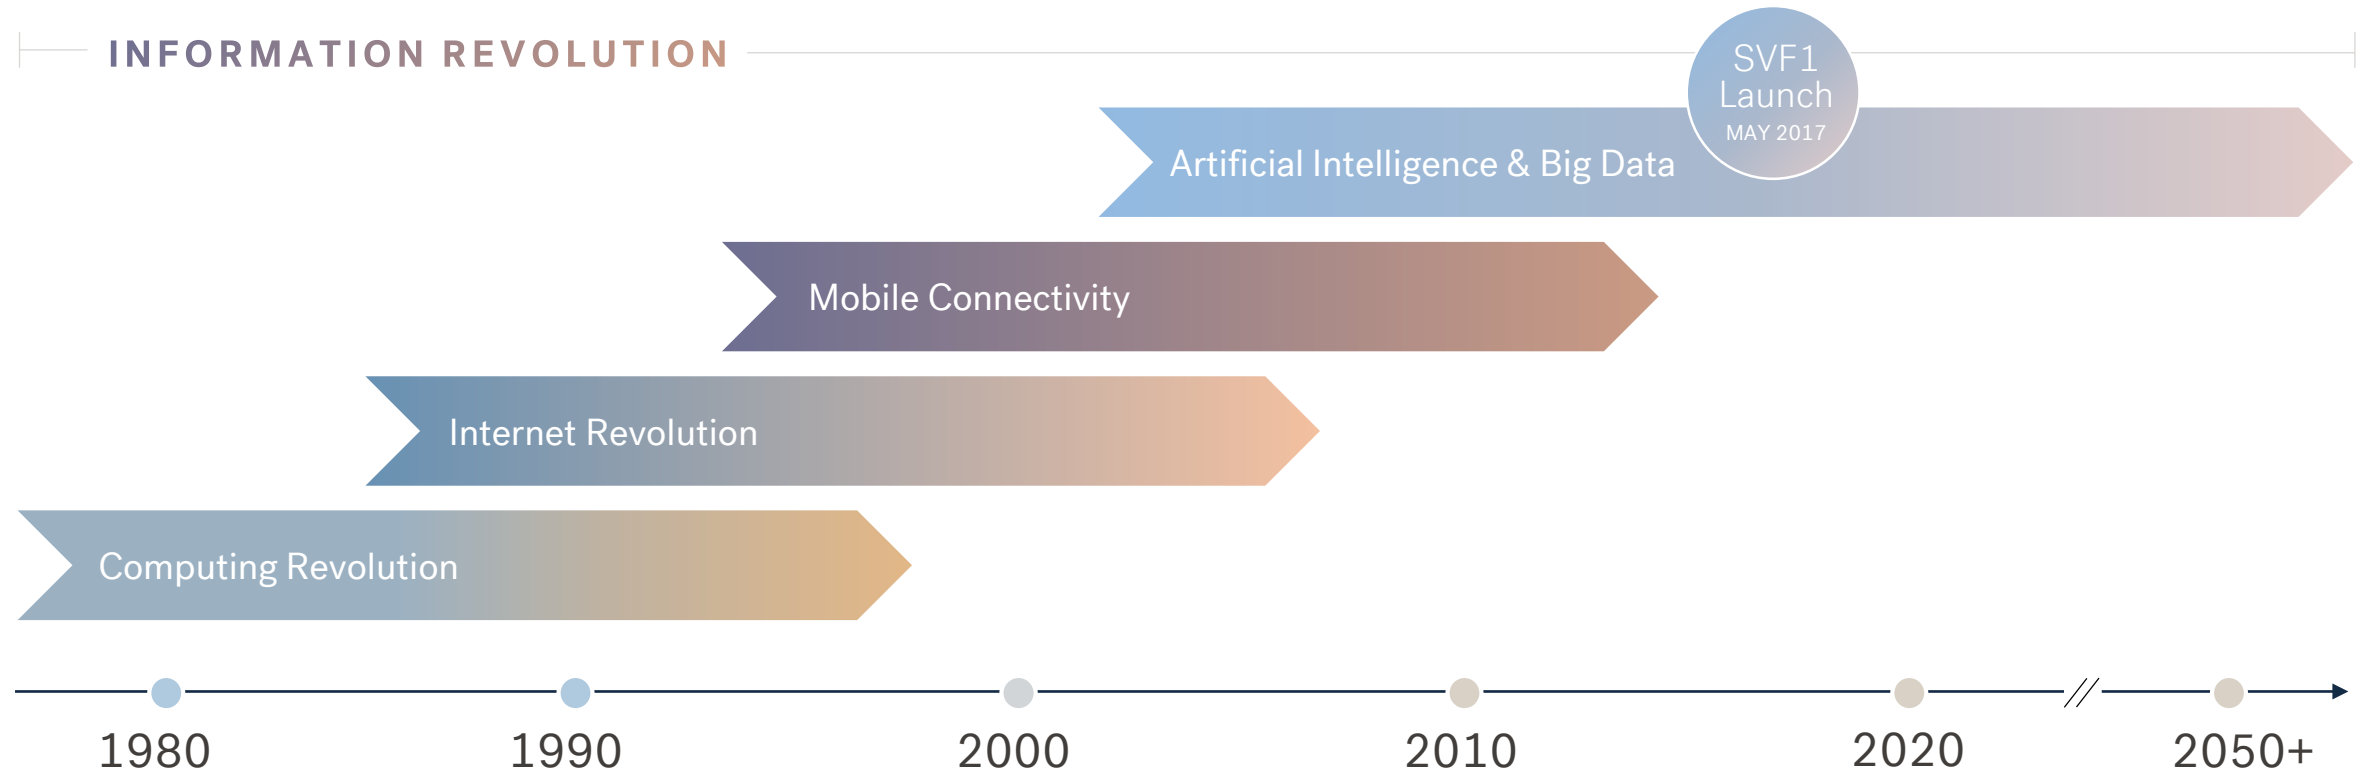 INFORMATION REVOLUTION
SVF1
Launch
MAY 2017
Artificial Intelligence & Big Data
Mobile Connectivity
Internet Revolution
Computing Revolution
1980
1990
2000
2010
2020
2050+